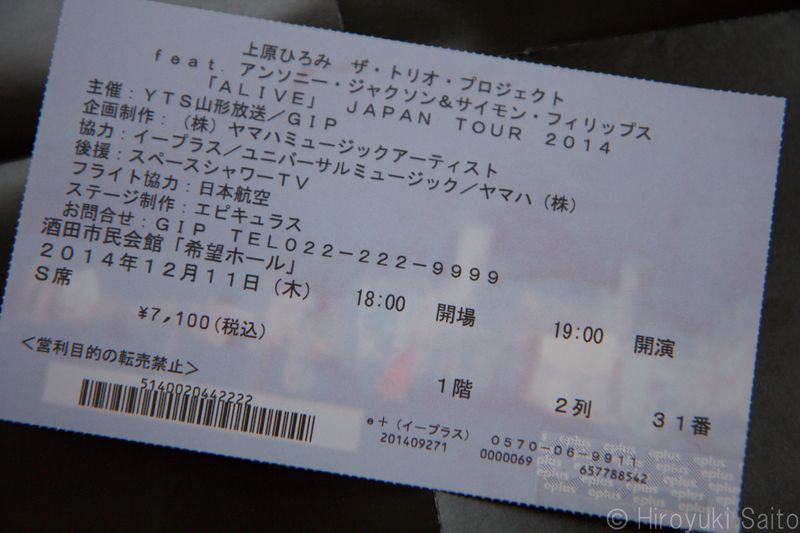 上原ひろみ ザ・トリオ・プロジェクト
feat. アンソニー・ジャクソン&サイモン・フィリップス
「ALIVE」 JAPAN TOUR 2014
主催：YTS山形放送／GIP
企画制作：（株）ヤマハミュージックアーティスト
協力：イープラス／ユニバーサルミュージック／ヤマハ（株）
後援：スペースシャワーTV
フライト協力：日本航空
ステージ制作：エピキュラス
お問合せ：GIP TEL022-222-9999
酒田市民会館「希望ホール」
2014年12月11日（木） 18:00 開場 19:00 開演
S席
¥7,100(税込)
1階 2列 31番
<営利目的の転売禁止>
5140020442222
e+（イープラス） 0570-06-9911
201409271 0000069 657788542
eplus eplus eplus eplus
© Hiroyuki Saito